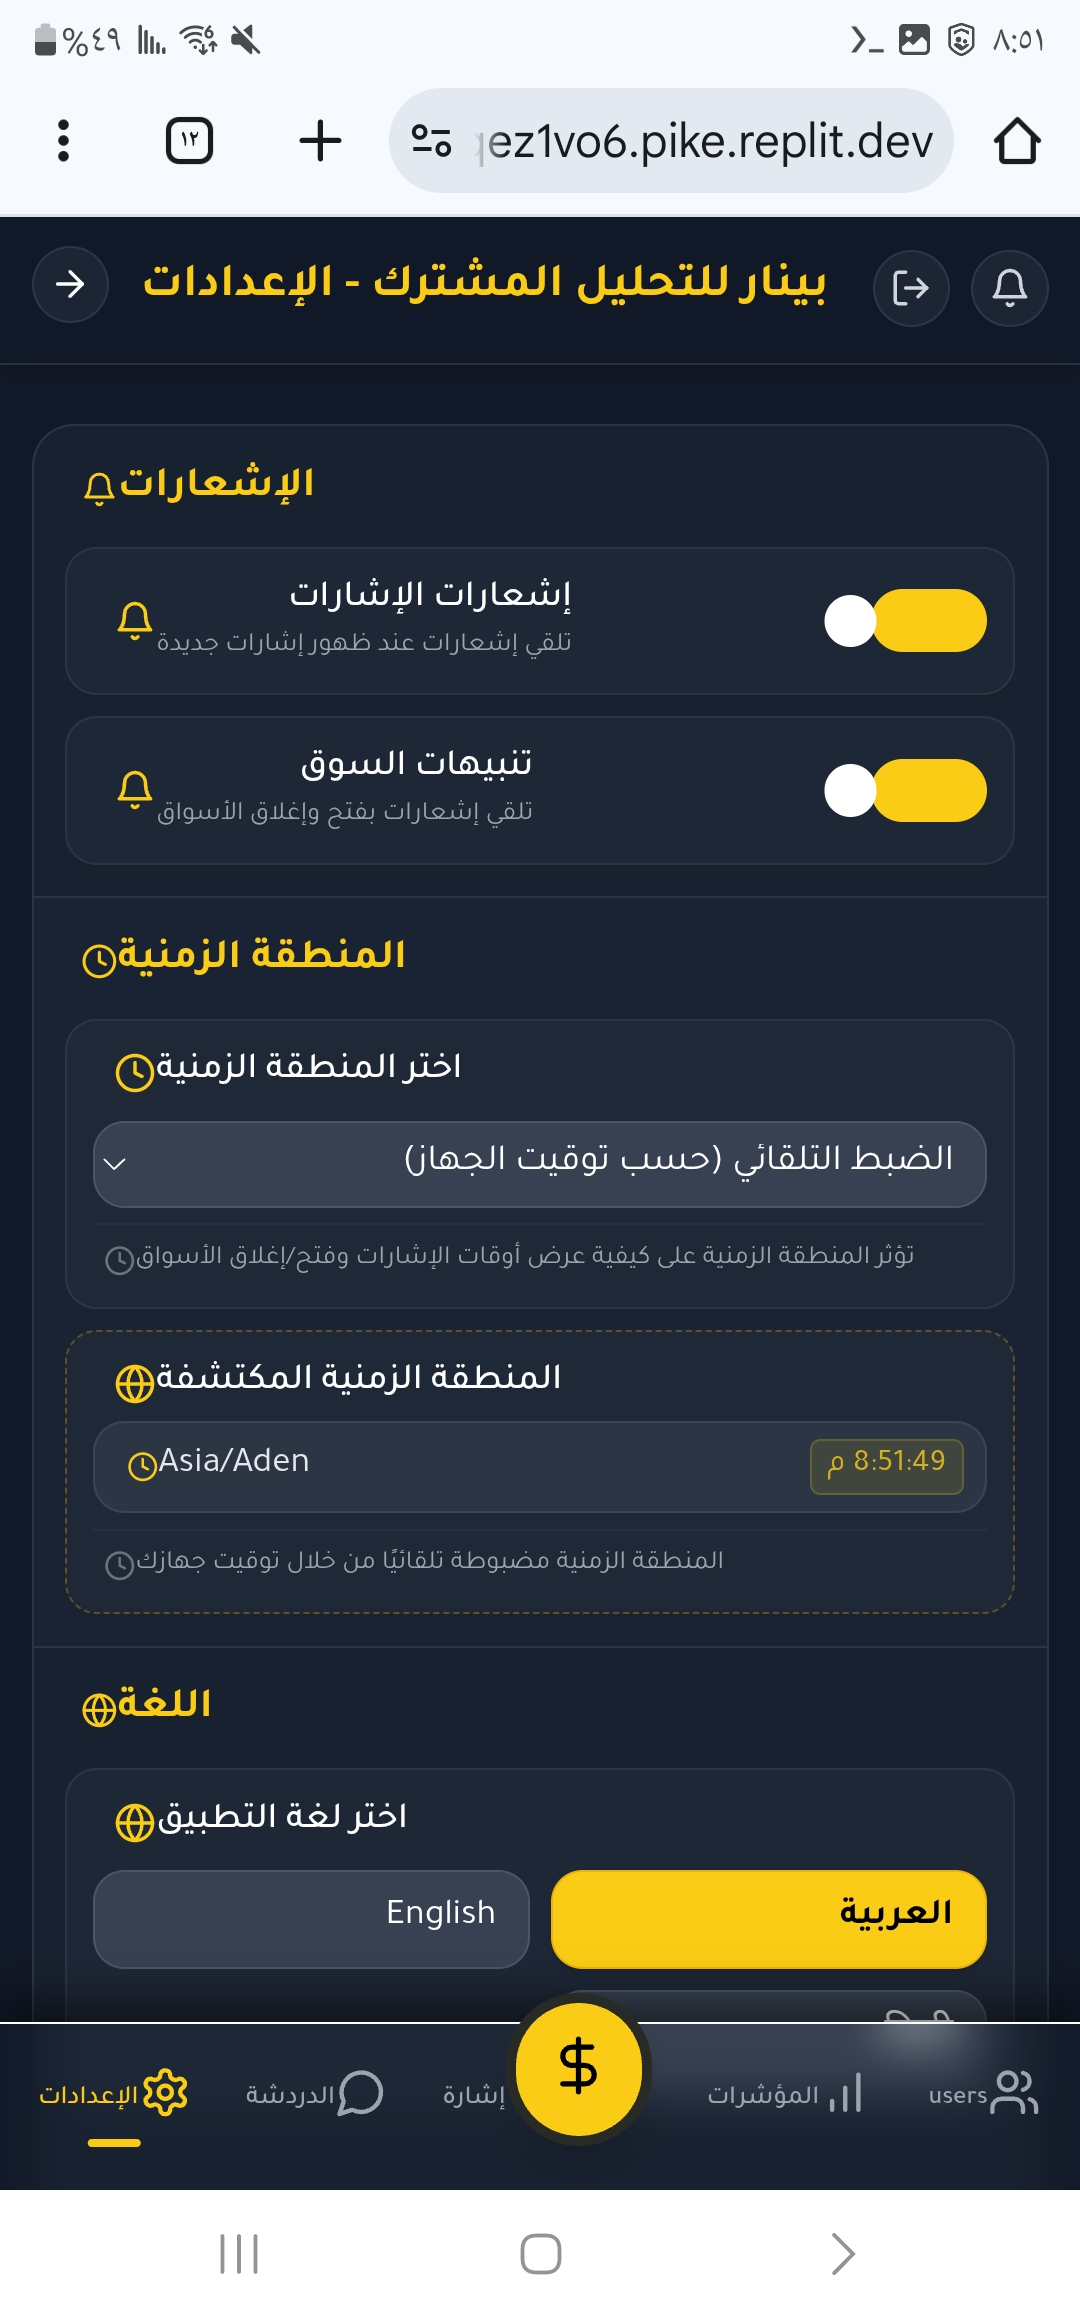 ٨:٥١
%٤٩
ez1vo6.pike.replit.dev
١٢
بينار للتحليل المشترك - الإعدادات
الإشعارات
إشعارات الإشارات
تلقي إشعارات عند ظهور إشارات جديدة
تنبيهات السوق
تلقي إشعارات بفتح وإغلاق الأسواق
المنطقة الزمنية
اختر المنطقة الزمنية
الضبط التلقائي (حسب توقيت الجهاز)
تؤثر المنطقة الزمنية على كيفية عرض أوقات الإشارات وفتح/إغلاق الأسواق
المنطقة الزمنية المكتشفة
8:51:49 م
Asia/Aden
المنطقة الزمنية مضبوطة تلقائيًا من خلال توقيت جهازك
اللغة
اختر لغة التطبيق
العربية
English
users
المؤشرات
إشارة
الدردشة
الإعدادات